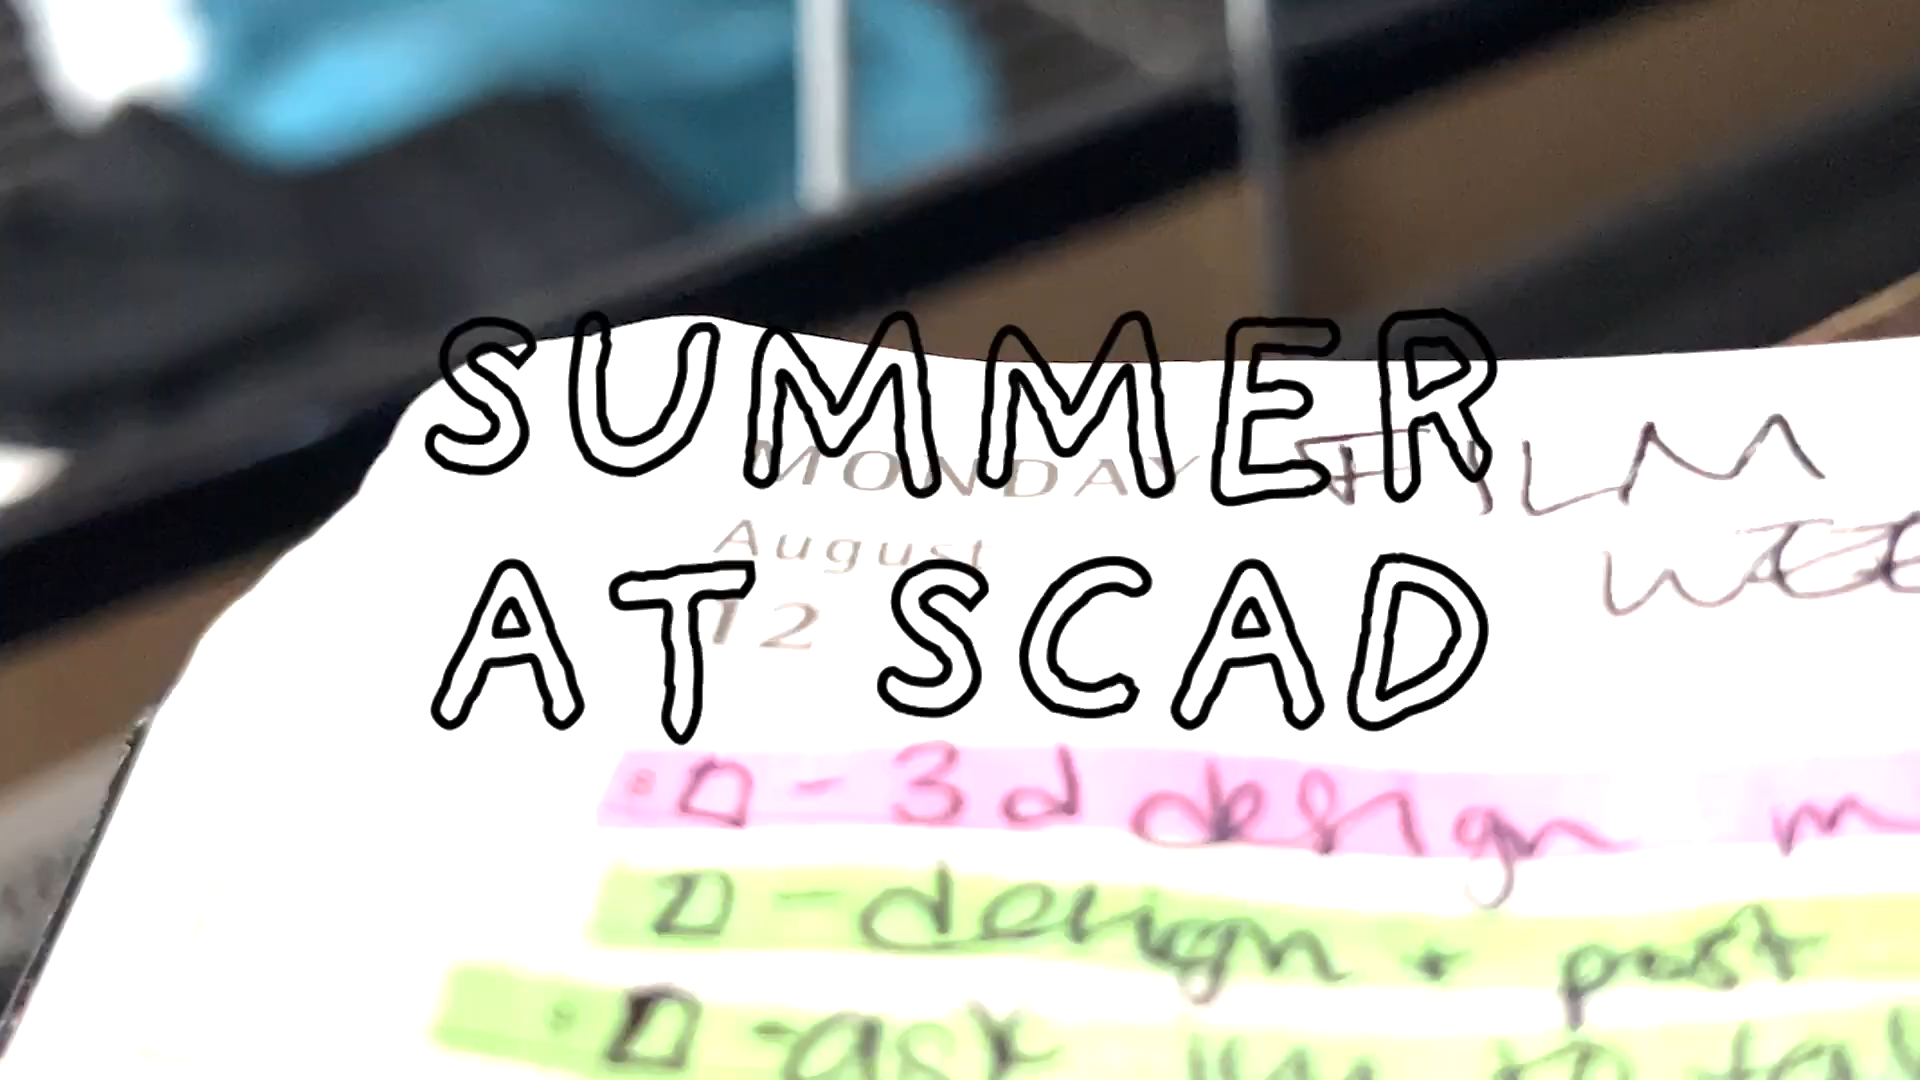 SUMMER
AT SCAD
MONDAY FILM
August
12
- 3d design
- design + post
- ask